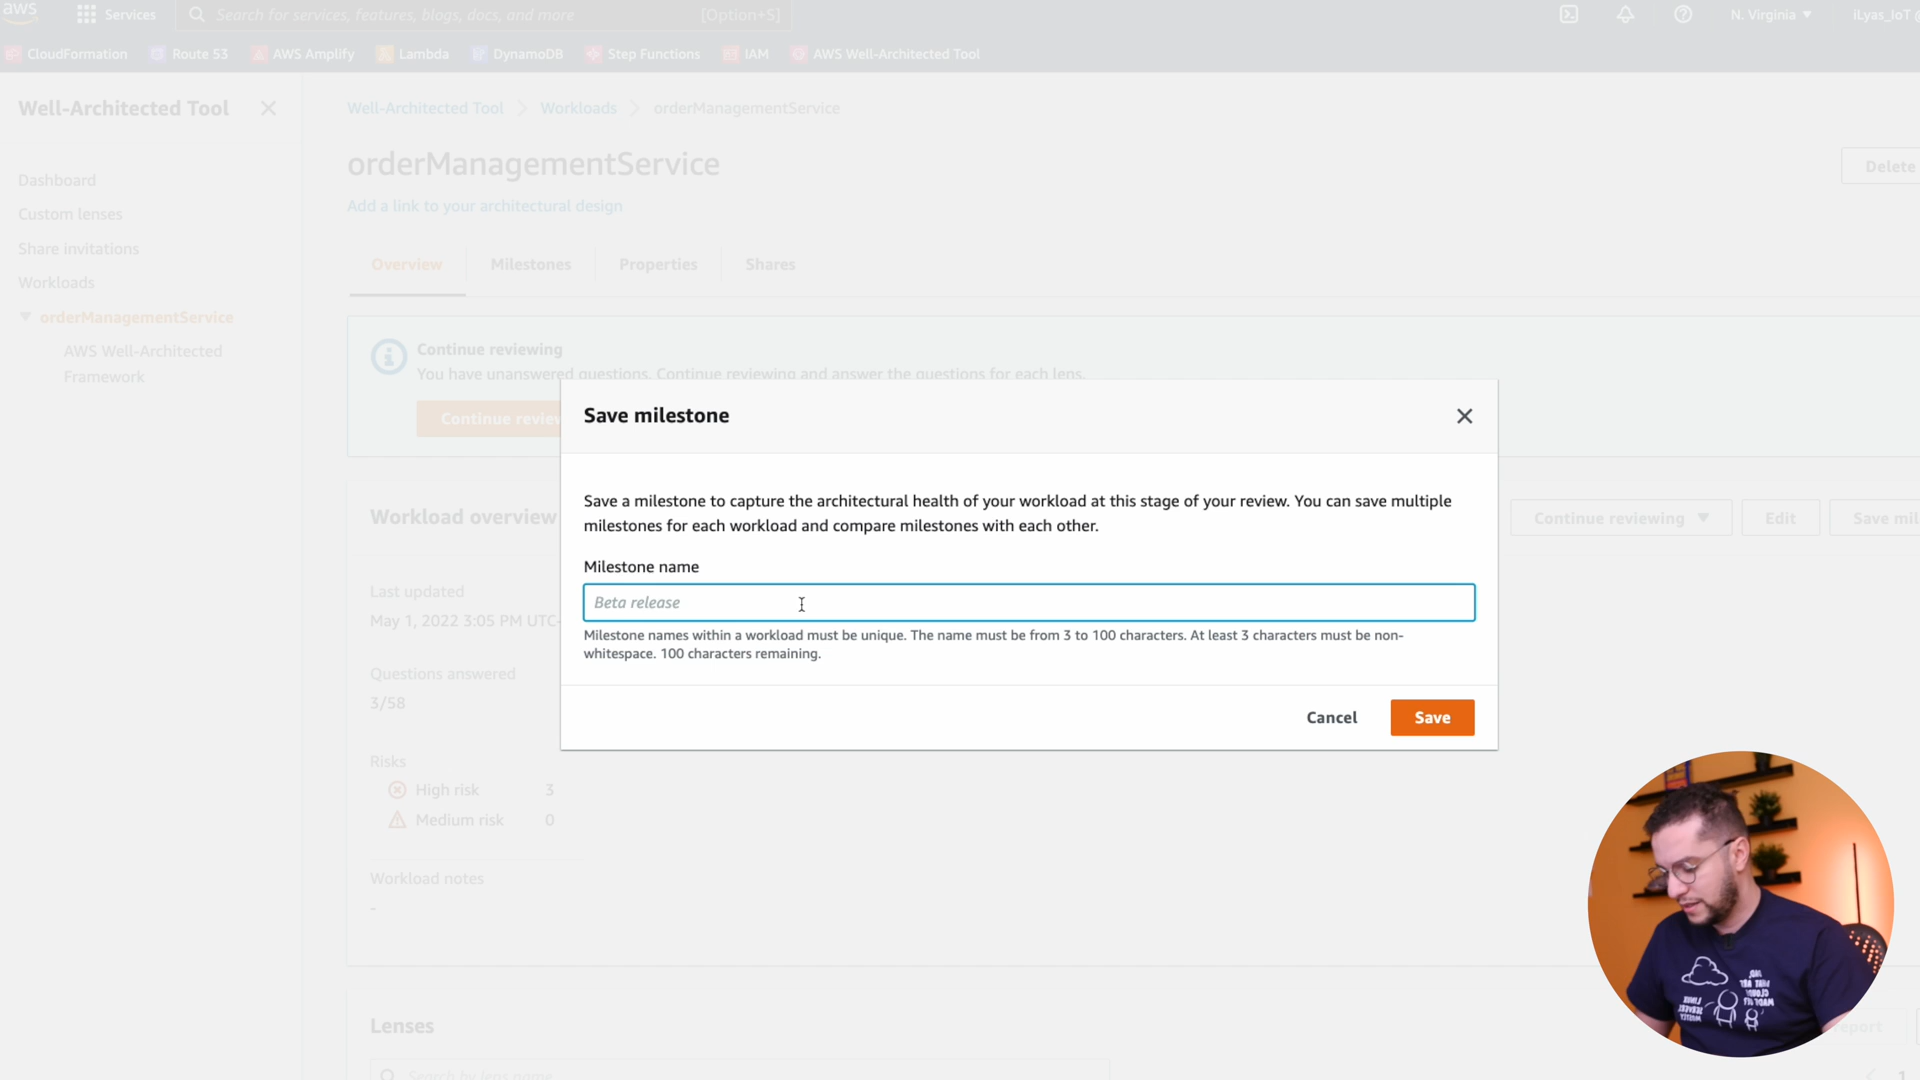 aws
Services
Search for services, features, blogs, docs, and more
[Option+S]
N. Virginia
CloudFormation
Route 53
AWS Amplify
Lambda
DynamoDB
Step Functions
IAM
AWS Well-Architected Tool
Well-Architected Tool
Dashboard
Custom lenses
Share invitations
Workloads
orderManagementService
AWS Well-Architected
Framework
Well-Architected Tool
Workloads
orderManagementService
orderManagementService
Delete
Add a link to your architectural design
Overview
Milestones
Properties
Shares
Continue reviewing
You have unanswered questions. Continue reviewing and answer the questions for each lens.
Continue
Save milestone
Save a milestone to capture the architectural health of your workload at this stage of your review. You can save multiple
milestones for each workload and compare milestones with each other.
Milestone name
Beta release
Milestone names within a workload must be unique. The name must be from 3 to 100 characters. At least 3 characters must be non-
whitespace. 100 characters remaining.
Cancel
Save
Workload overview
Continue reviewing
Edit
Save
Last updated
May 1, 2022 3:05 PM UTC-
Questions answered
3/58
Risks
High risk 3
Medium risk 0
Workload notes
-
Lenses
Search by lens name
1